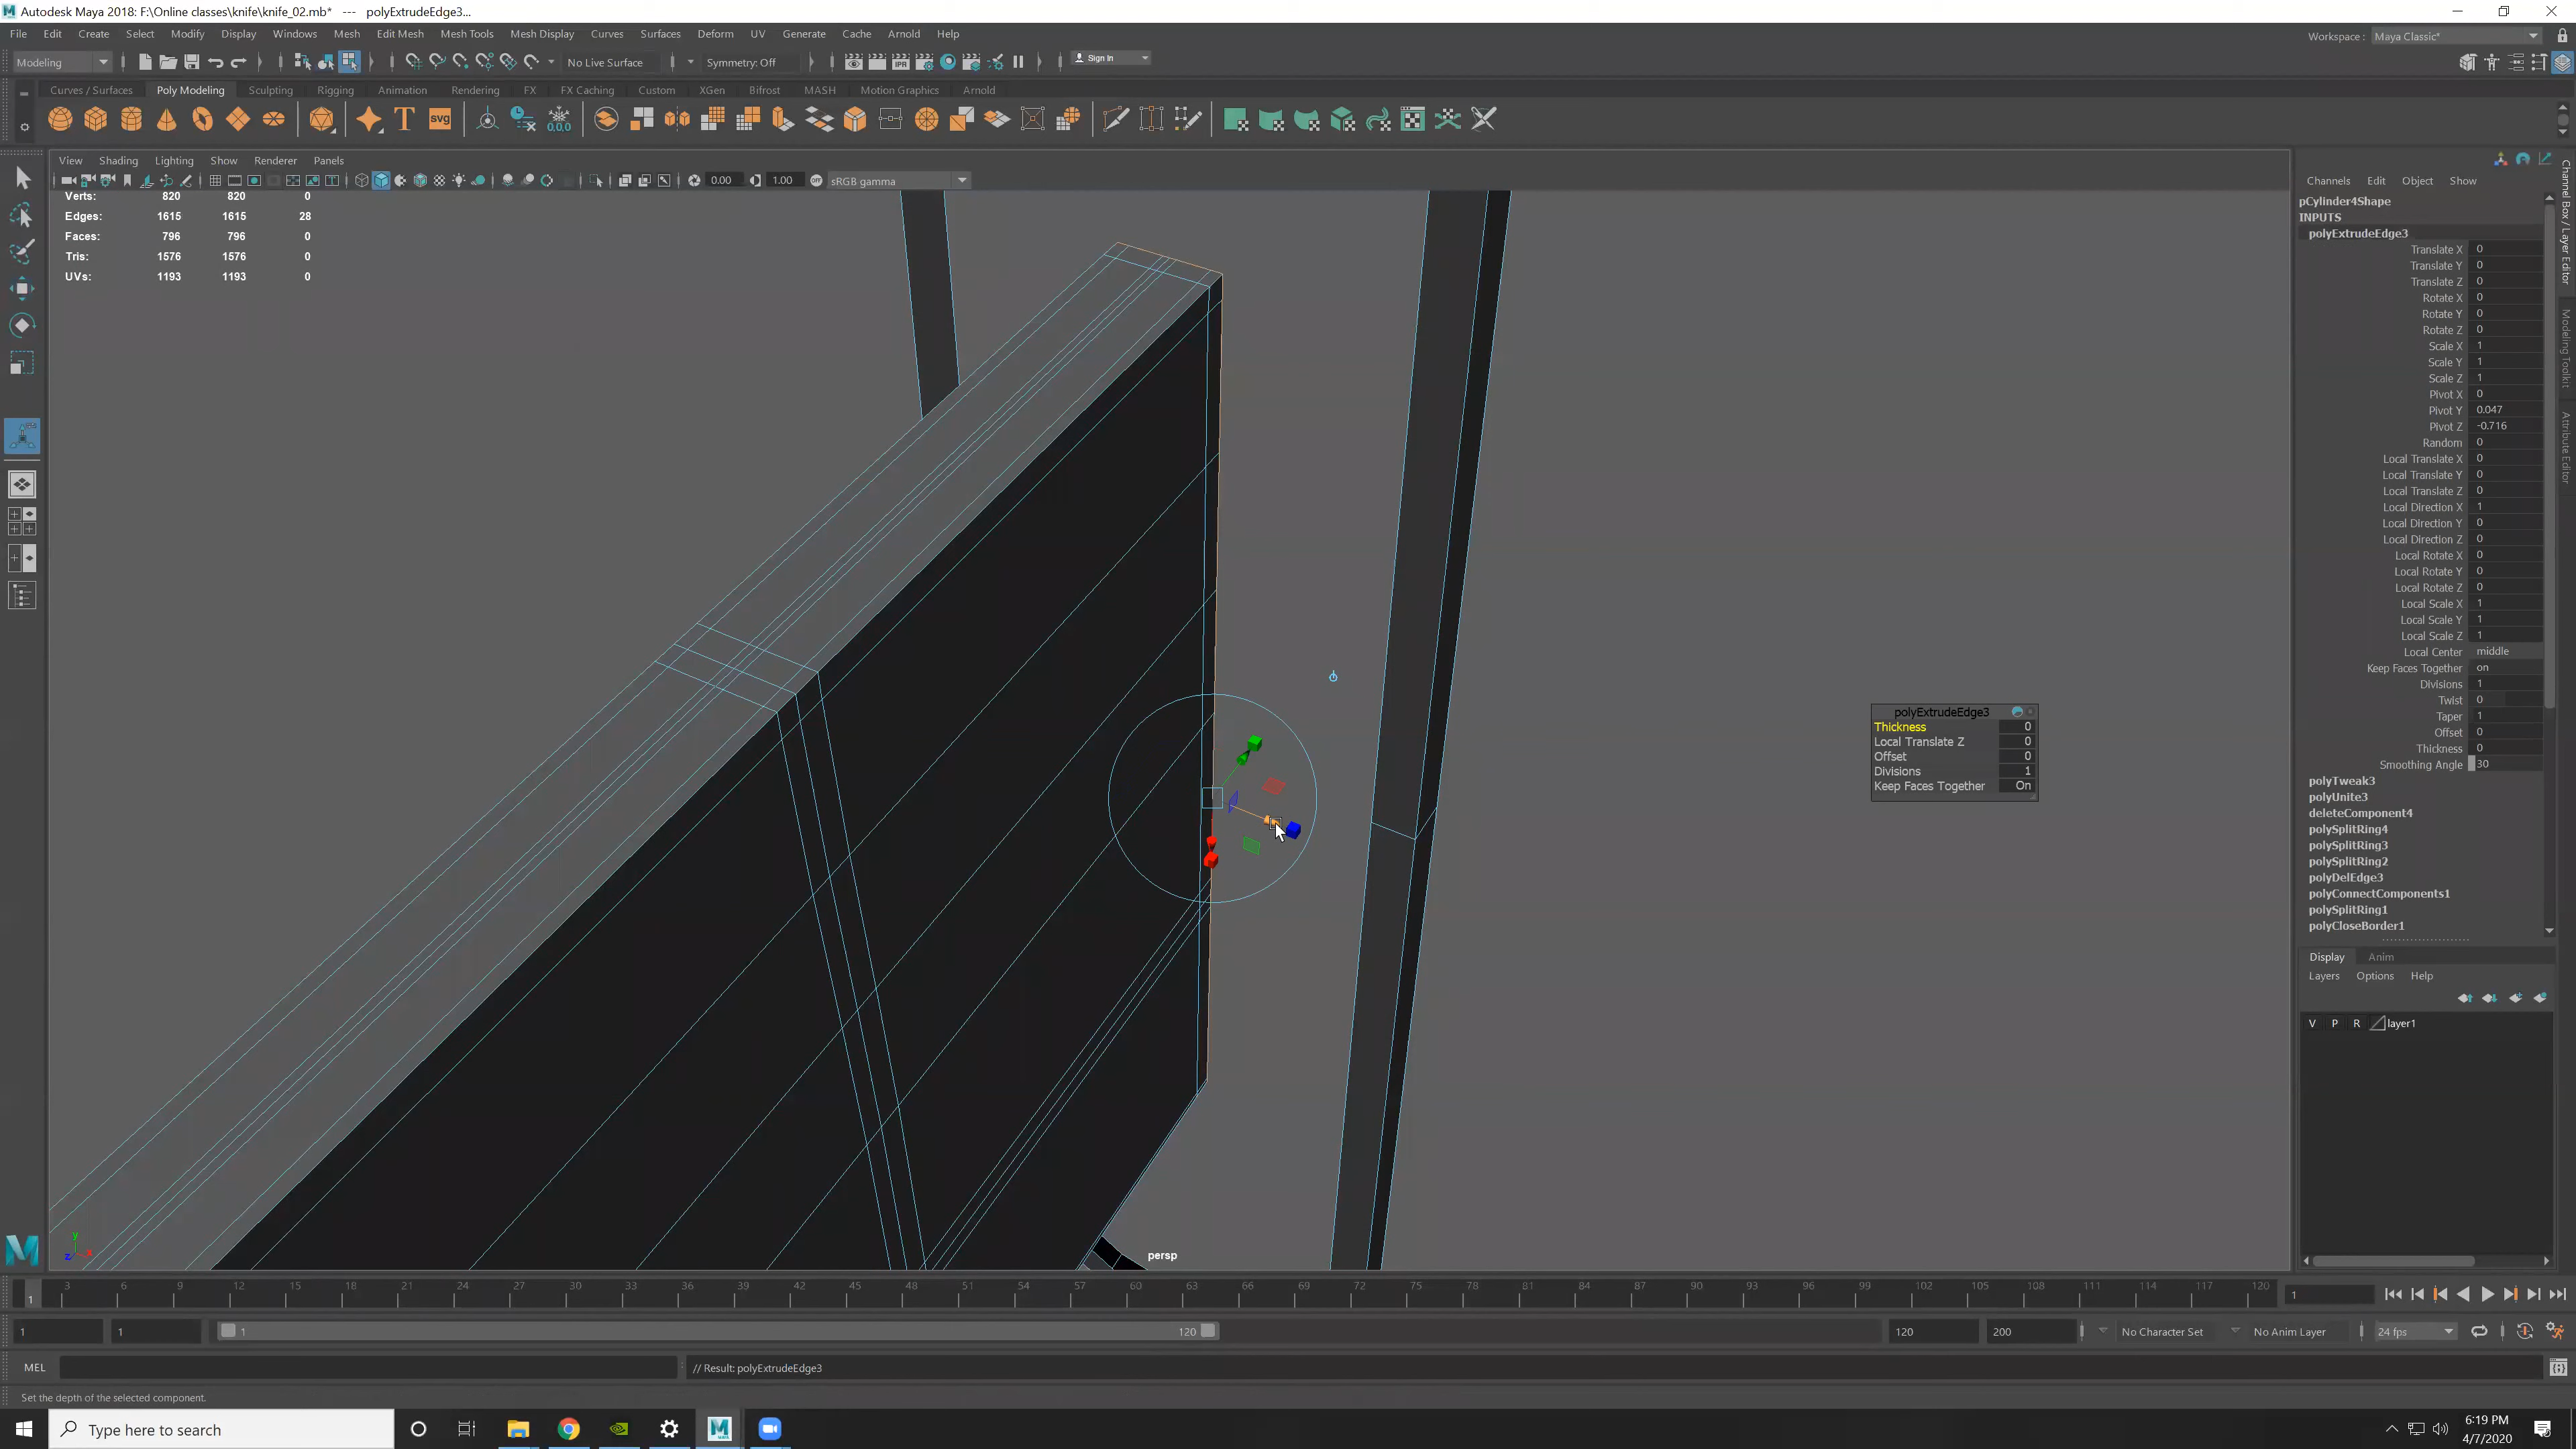 Autodesk Maya 2018: F:\Online classes\knife\knife_02.mb* --- polyExtrudeEdge3...
File Edit Create Select Modify Display Windows Mesh Edit Mesh Mesh Tools Mesh Display Curves Surfaces Deform UV Generate Cache Arnold Help
Workspace : Maya Classic*
Modeling No Live Surface Symmetry: Off Sign In
Curves / Surfaces Poly Modeling Sculpting Rigging Animation Rendering FX FX Caching Custom XGen Bifrost MASH Motion Graphics Arnold
View Shading Lighting Show Renderer Panels
0.00 1.00 sRGB gamma
Verts: 820 820 0
Edges: 1615 1615 28
Faces: 796 796 0
Tris: 1576 1576 0
UVs: 1193 1193 0
polyExtrudeEdge3
Thickness 0
Local Translate Z 0
Offset 0
Divisions 1
Keep Faces Together On
persp
Channels Edit Object Show
pCylinder4Shape
INPUTS
polyExtrudeEdge3
Translate X 0
Translate Y 0
Translate Z 0
Rotate X 0
Rotate Y 0
Rotate Z 0
Scale X 1
Scale Y 1
Scale Z 1
Pivot X 0
Pivot Y 0.047
Pivot Z -0.716
Random 0
Local Translate X 0
Local Translate Y 0
Local Translate Z 0
Local Direction X 1
Local Direction Y 0
Local Direction Z 0
Local Rotate X 0
Local Rotate Y 0
Local Rotate Z 0
Local Scale X 1
Local Scale Y 1
Local Scale Z 1
Local Center middle
Keep Faces Together on
Divisions 1
Twist 0
Taper 1
Offset 0
Thickness 0
Smoothing Angle 30
polyTweak3
polyUnite3
deleteComponent4
polySplitRing4
polySplitRing3
polySplitRing2
polyDelEdge3
polyConnectComponents1
polySplitRing1
polyCloseBorder1
Display Anim
Layers Options Help
V P R layer1
Channel Box / Layer Editor
Modeling Toolkit
Attribute Editor
3 6 9 12 15 18 21 24 27 30 33 36 39 42 45 48 51 54 57 60 63 66 69 72 75 78 81 84 87 90 93 96 99 102 105 108 111 114 117 120
1 1
1 1 1 120 120 200 No Character Set No Anim Layer 24 fps
MEL // Result: polyExtrudeEdge3
Set the depth of the selected component.
Type here to search
6:19 PM
4/7/2020